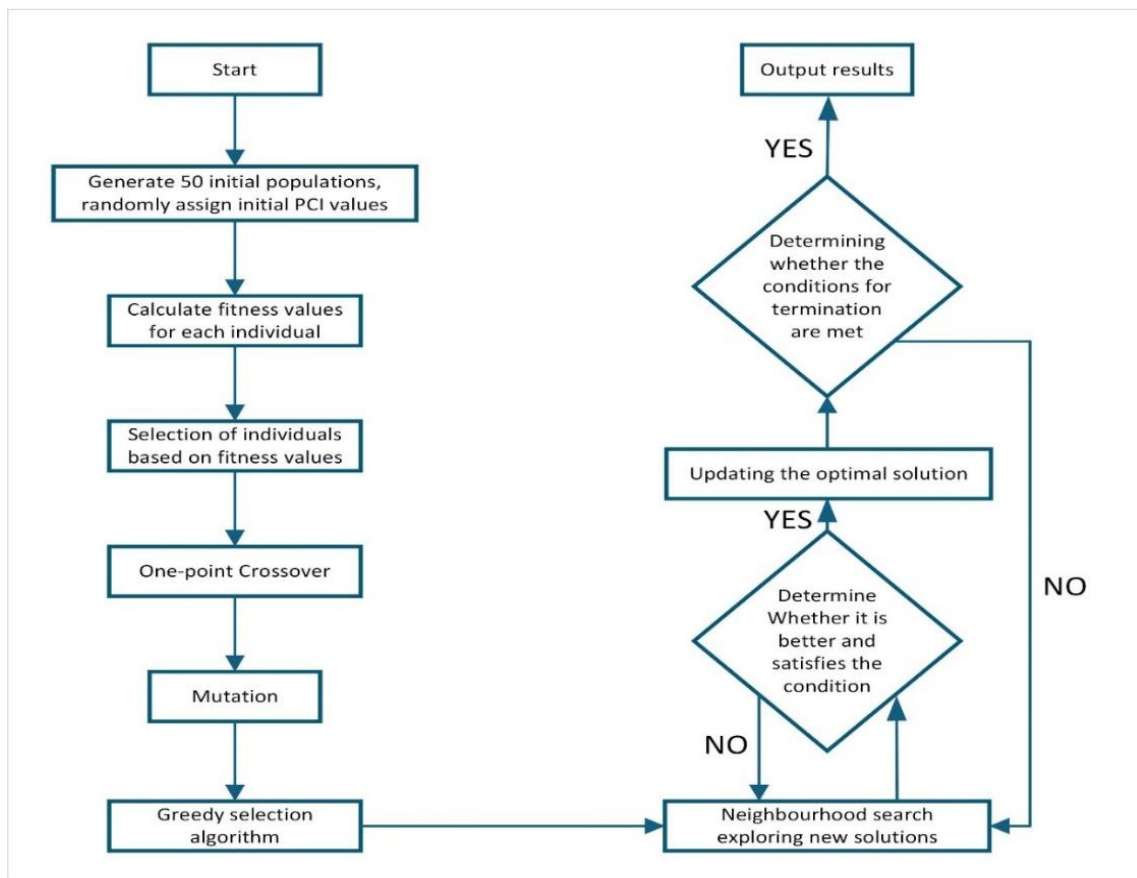 Start
Generate 50 initial populations,
randomly assign initial PCI values
Calculate fitness values
for each individual
Selection of individuals
based on fitness values
One-point Crossover
Mutation
Greedy selection
algorithm
Output results
YES
Determining
whether the
conditions for
termination
are met
Updating the optimal solution
YES
NO
Determine
Whether it is
better and
satisfies the
condition
NO
Neighbourhood search
exploring new solutions